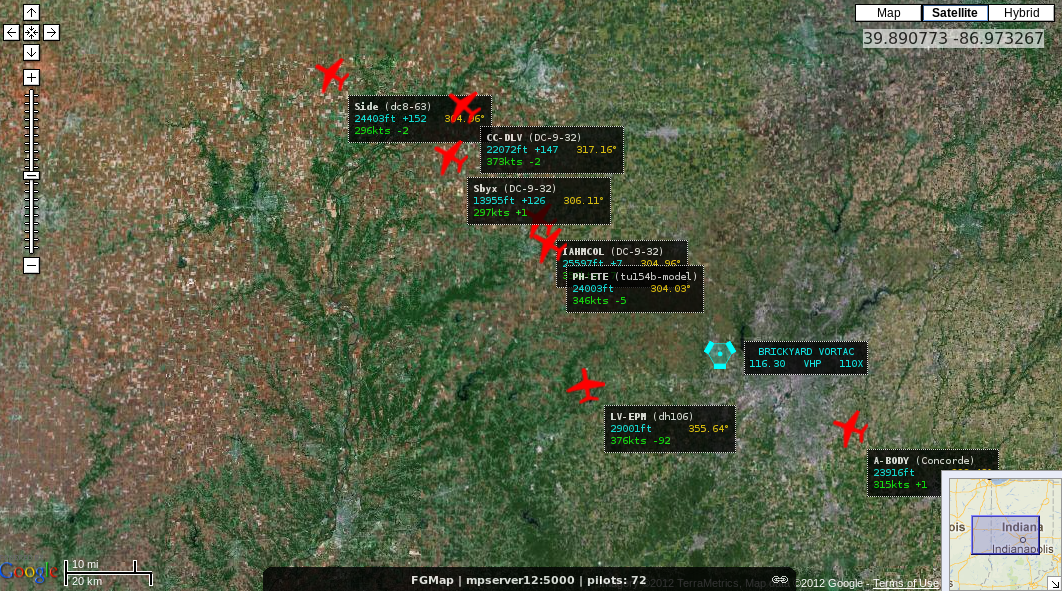 Map Satellite Hybrid
39.890773 -86.973267
Side (dc8-63)
24403ft +152 304.96°
296kts -2
CC-DLV (DC-9-32)
22072ft +147 317.16°
373kts -2
Sbyx (DC-9-32)
13955ft +126 306.11°
297kts +1
IAHMCOL (DC-9-32)
25597ft +7 304.96°
PH-ETE (tu154b-model)
24003ft 304.03°
346kts -5
BRICKYARD VORTAC
116.30 VHP 110X
LV-EPM (dh106)
29001ft 355.64°
376kts -92
A-BODY (Concorde)
23916ft
315kts +1
Indiana
Indianapolis
Google
10 mi
20 km
FGMap | mpserver12:5000 | pilots: 72
2012 TerraMetrics, Map
©2012 Google - Terms of Use